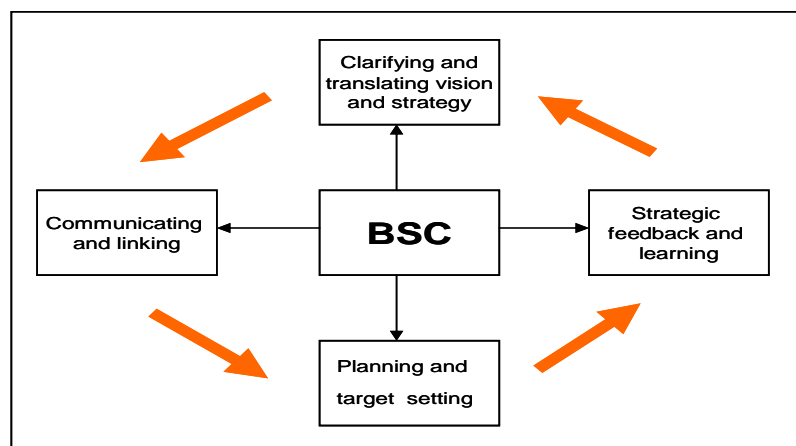 Clarifying and
translating vision
and strategy
Communicating
and linking
BSC
Strategic
feedback and
learning
Planning and
target setting